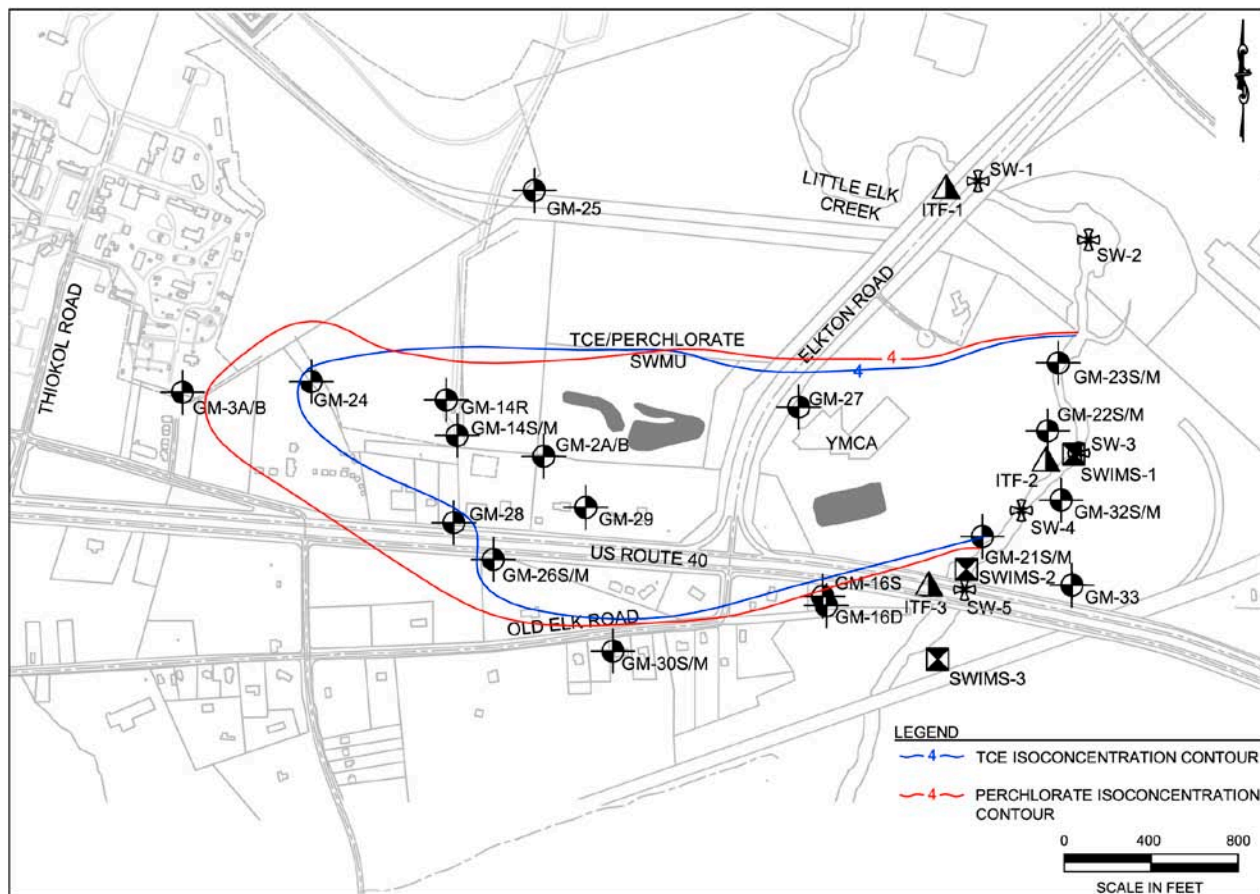 SW-1
LITTLE ELK
CREEK
ITF-1
GM-25
SW-2
THIOKOL ROAD
ELKTON ROAD
TCE/PERCHLORATE
SWMU
4
4
GM-23S/M
GM-3A/B
GM-24
GM-14R
GM-27
GM-22S/M
GM-14S/M
YMCA
SW-3
GM-2A/B
ITF-2
SWIMS-1
GM-32S/M
GM-29
SW-4
GM-28
US ROUTE 40
GM-21S/M
GM-26S/M
SWIMS-2
GM-16S
GM-33
ITF-3
SW-5
OLD ELK ROAD
GM-16D
GM-30S/M
SWIMS-3
LEGEND
4 TCE ISOCONCENTRATION CONTOUR
4 PERCHLORATE ISOCONCENTRATION
CONTOUR
0 400 800
SCALE IN FEET